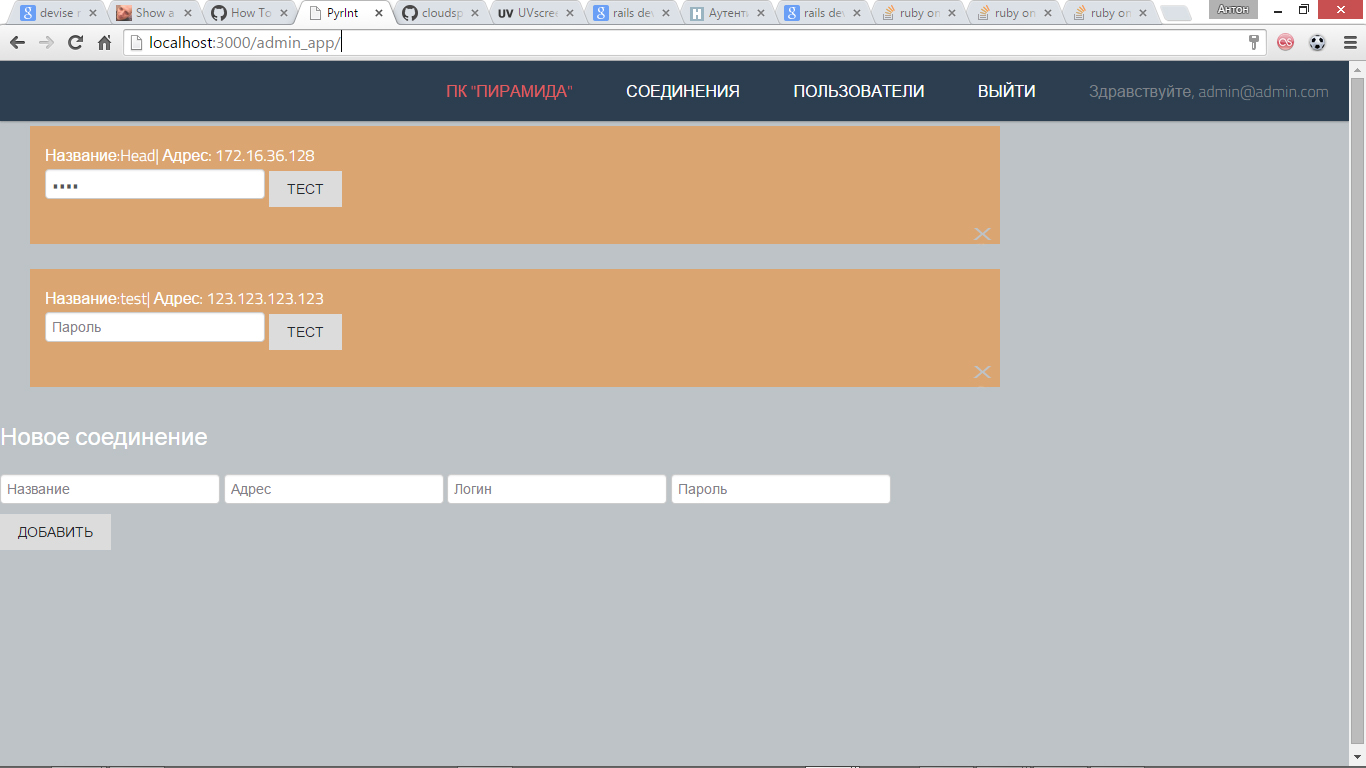 devise r Show a How To PyrInt cloudsp UVscree rails dev Аутент rails dev ruby on ruby on ruby on Антон
localhost:3000/admin_app/
ПК "ПИРАМИДА" СОЕДИНЕНИЯ ПОЛЬЗОВАТЕЛИ ВЫЙТИ Здравствуйте, admin@admin.com
Название:Head| Адрес: 172.16.36.128
ТЕСТ
Название:test| Адрес: 123.123.123.123
Пароль ТЕСТ
Новое соединение
Название Адрес Логин Пароль
ДОБАВИТЬ